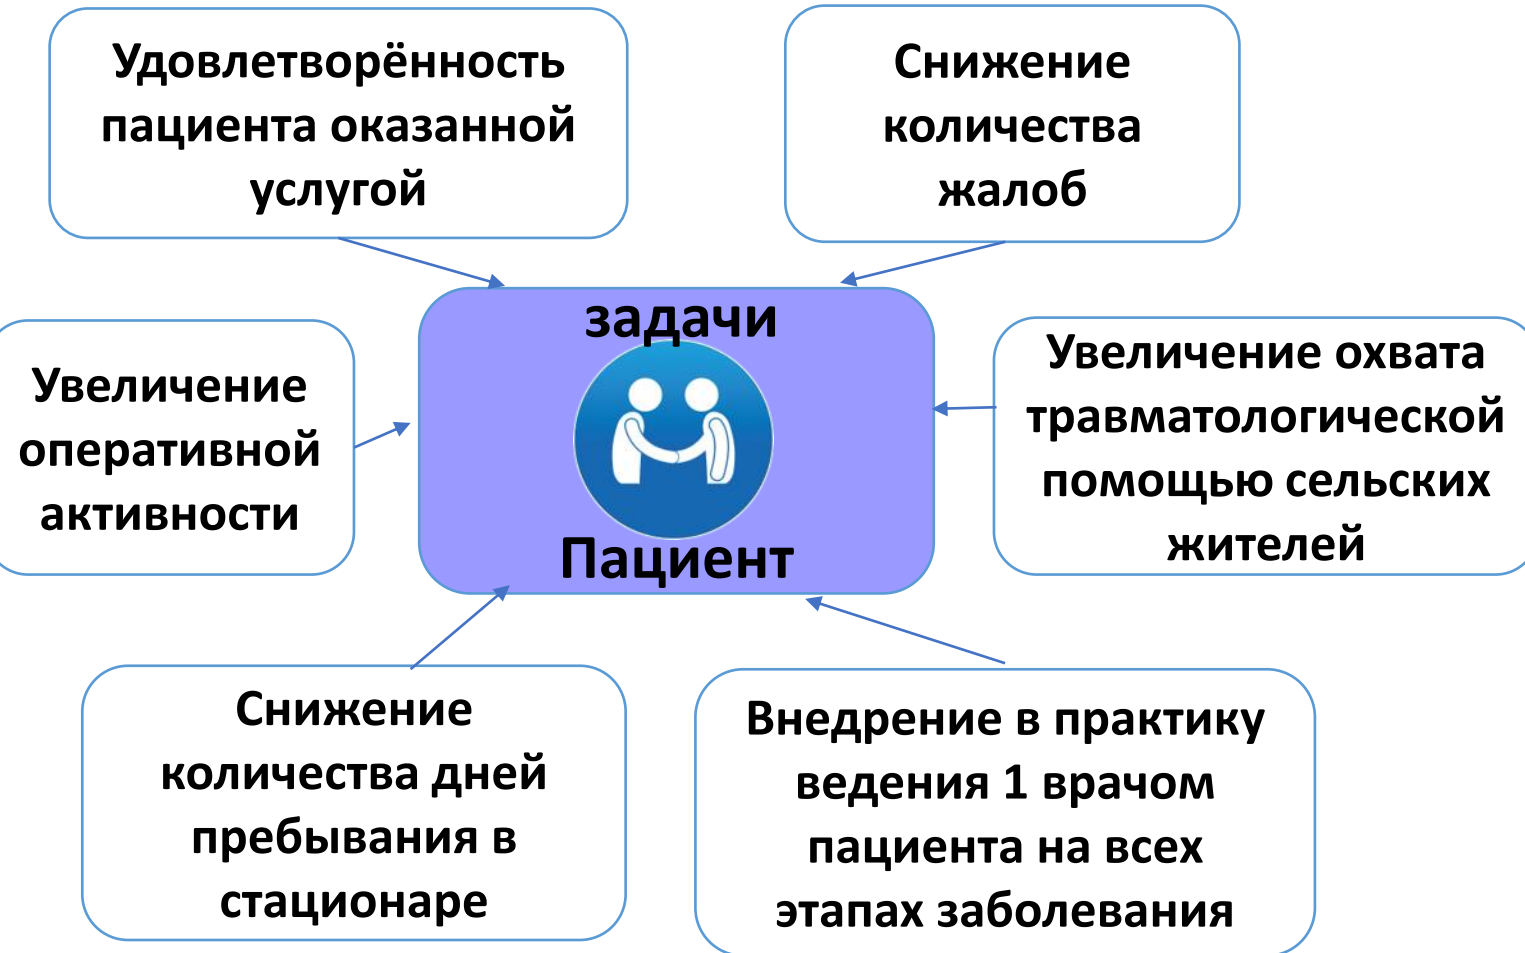 Удовлетворённость
пациента оказанной
услугой
Снижение
количества
жалоб
задачи
Пациент
Увеличение
оперативной
активности
Увеличение охвата
травматологической
помощью сельских
жителей
Снижение
количества дней
пребывания в
стационаре
Внедрение в практику
ведения 1 врачом
пациента на всех
этапах заболевания